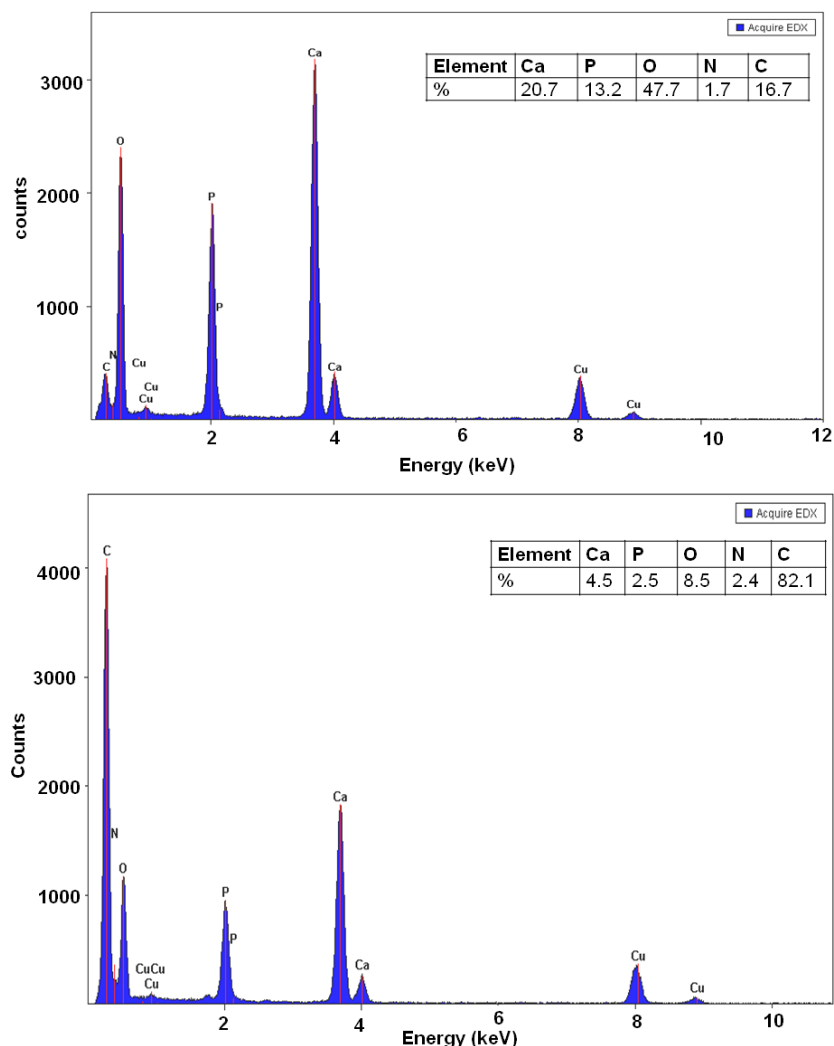 Acquire EDX
Element Ca P O N C
% 20.7 13.2 47.7 1.7 16.7
3000
2000
1000
counts
Ca
O
P
P
N
C
Cu
Cu
Cu
Ca
Cu
Cu
2 4 6 8 10 12
Energy (keV)
Acquire EDX
Element Ca P O N C
% 4.5 2.5 8.5 2.4 82.1
4000
3000
2000
1000
Counts
C
N
O
Ca
P
P
CuCu
Cu
Ca
Cu
Cu
2 4 6 8 10
Energy (keV)